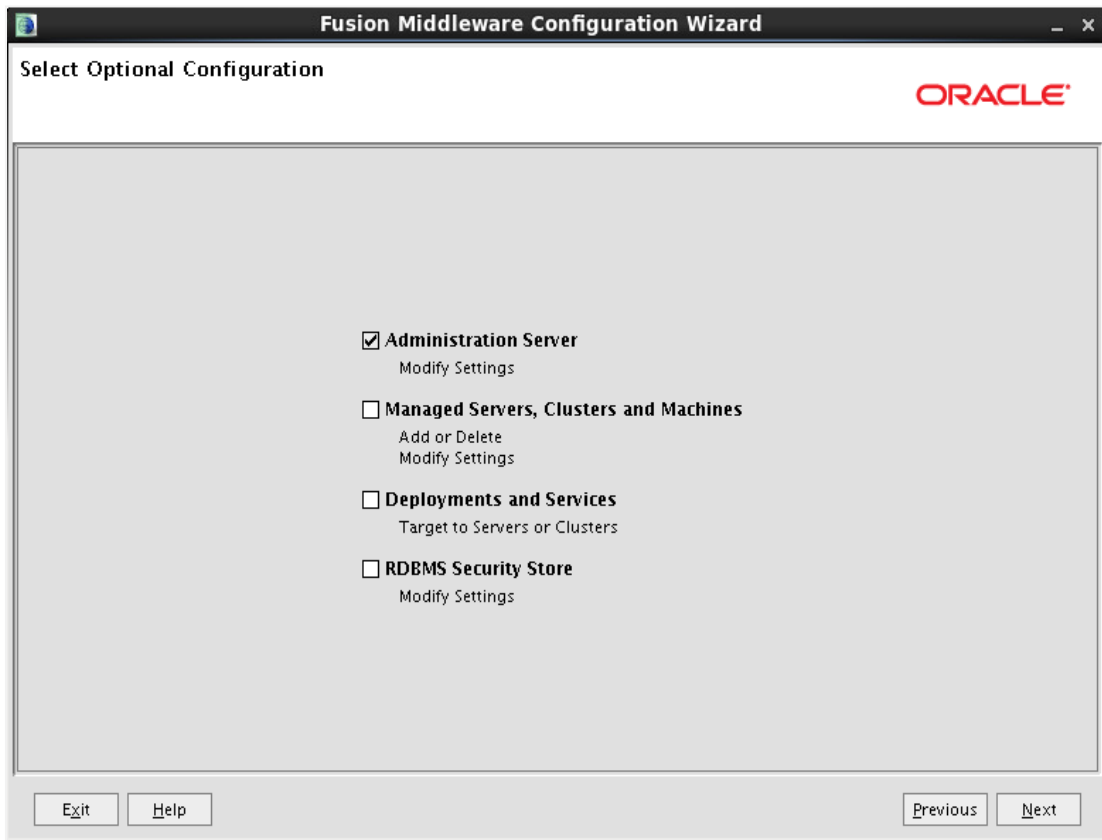 Fusion Middleware Configuration Wizard
Select Optional Configuration
ORACLE
Administration Server
Modify Settings
Managed Servers, Clusters and Machines
Add or Delete
Modify Settings
Deployments and Services
Target to Servers or Clusters
RDBMS Security Store
Modify Settings
Exit Help Previous Next